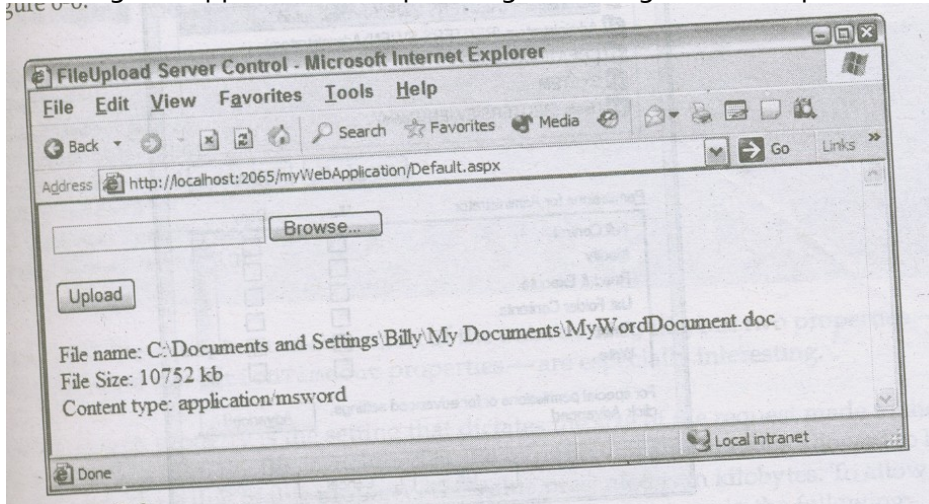 FileUpload Server Control - Microsoft Internet Explorer
File Edit View Favorites Tools Help
Back Search Favorites Media
Address http://localhost:2065/myWebApplication/Default.aspx Go Links »
Browse...
Upload
File name: C:\Documents and Settings\Billy\My Documents\MyWordDocument.doc
File Size: 10752 kb
Content type: application/msword
Done Local intranet